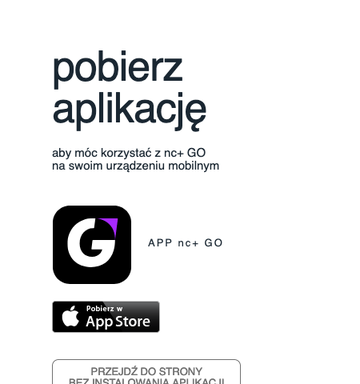 pobierz
aplikację
aby móc korzystać z nc+ GO
na swoim urządzeniu mobilnym
G
APP nc+ GO
Pobierz w
App Store
PRZEJDŹ DO STRONY
BEZ INSTALOWANIA APLIKACJI